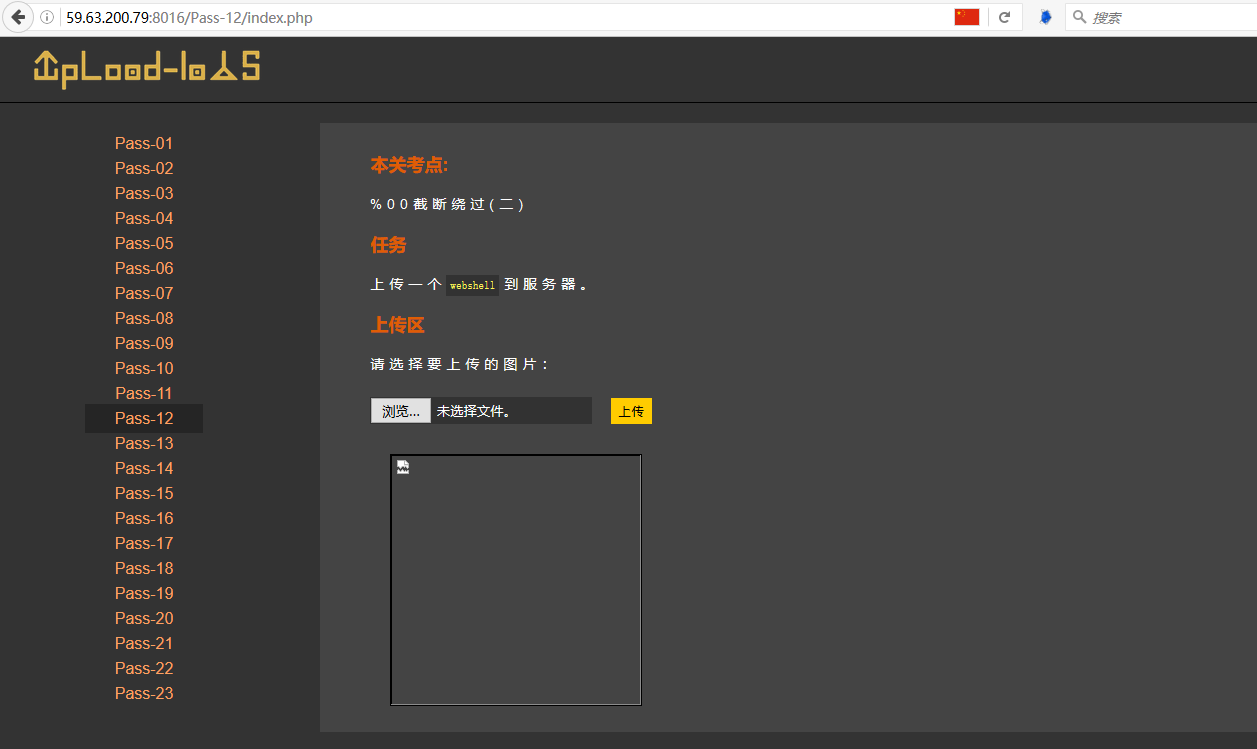 59.63.200.79:8016/Pass-12/index.php
搜索
UpLoad-labs
Pass-01
Pass-02
Pass-03
Pass-04
Pass-05
Pass-06
Pass-07
Pass-08
Pass-09
Pass-10
Pass-11
Pass-12
Pass-13
Pass-14
Pass-15
Pass-16
Pass-17
Pass-18
Pass-19
Pass-20
Pass-21
Pass-22
Pass-23
本关考点:
%00截断绕过(二)
任务
上传一个 webshell 到服务器。
上传区
请选择要上传的图片：
浏览... 未选择文件。 上传